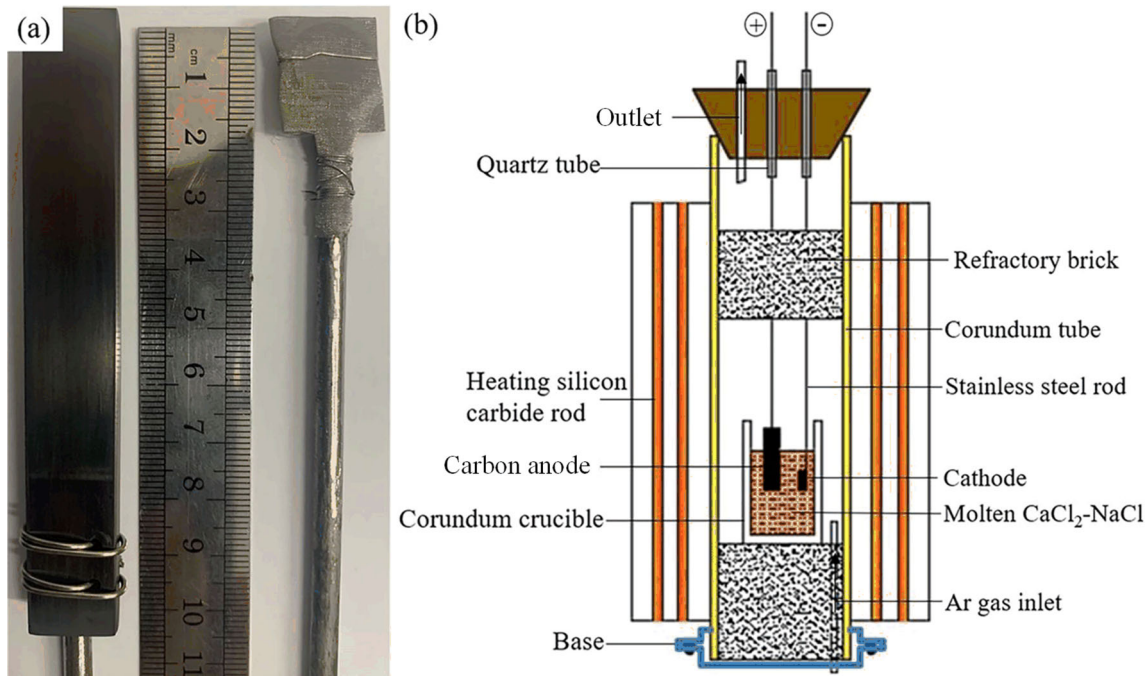 (a)
mm
cm
1
2
3
4
5
6
7
8
9
10
11
(b)
+
-
Outlet
Quartz tube
Refractory brick
Corundum tube
Heating silicon
carbide rod
Stainless steel rod
Carbon anode
Cathode
Corundum crucible
Molten CaCl₂-NaCl
Ar gas inlet
Base